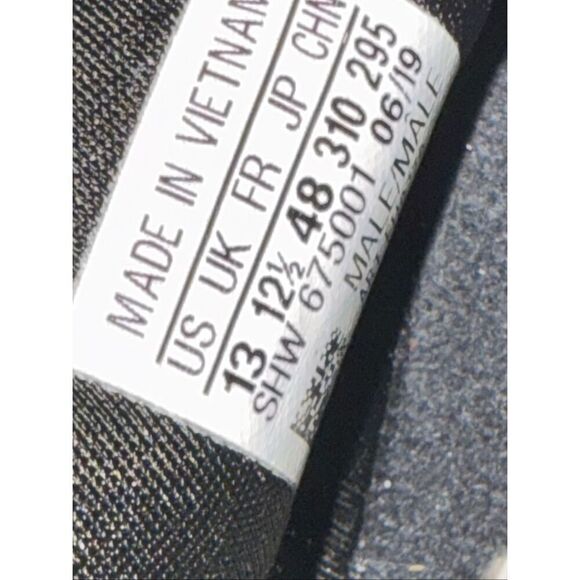 MADE IN VIETNAM
US UK FR JP CHN
13 12½ 48 310 295
SHW 675001 06/19
MALE/MALE